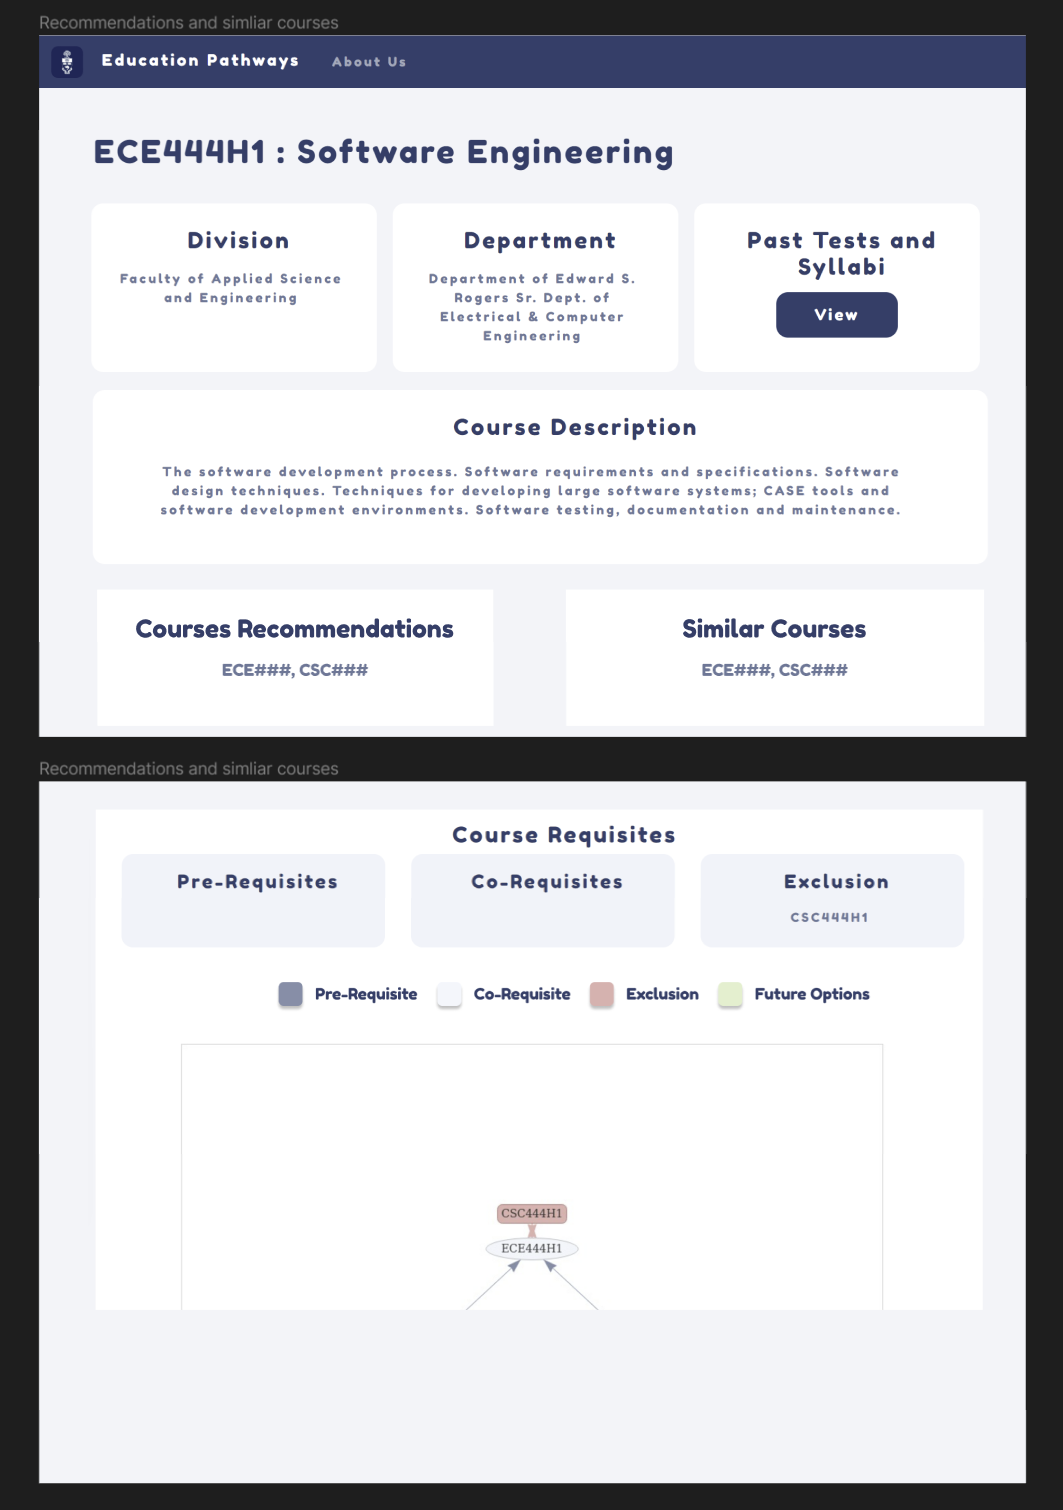 Recommendations and simliar courses
Education Pathways
About Us
ECE444H1 : Software Engineering
Division
Faculty of Applied Science
and Engineering
Department
Department of Edward S.
Rogers Sr. Dept. of
Electrical & Computer
Engineering
Past Tests and
Syllabi
View
Course Description
The software development process. Software requirements and specifications. Software
design techniques. Techniques for developing large software systems; CASE tools and
software development environments. Software testing, documentation and maintenance.
Courses Recommendations
ECE###, CSC###
Similar Courses
ECE###, CSC###
Recommendations and simliar courses
Course Requisites
Pre-Requisites
Co-Requisites
Exclusion
CSC444H1
Pre-Requisite
Co-Requisite
Exclusion
Future Options
CSC444H1
ECE444H1